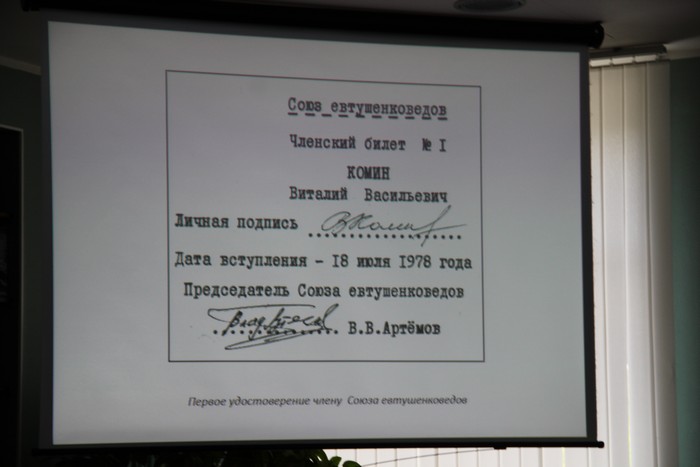 Союз евтушенковедов
Членский билет № I
КОМИН
Виталий Васильевич
Личная подпись ВКомин
Дата вступления - 18 июля 1978 года
Председатель Союза евтушенковедов
В.В.Артёмов
Первое удостоверение члену Союза евтушенковедов